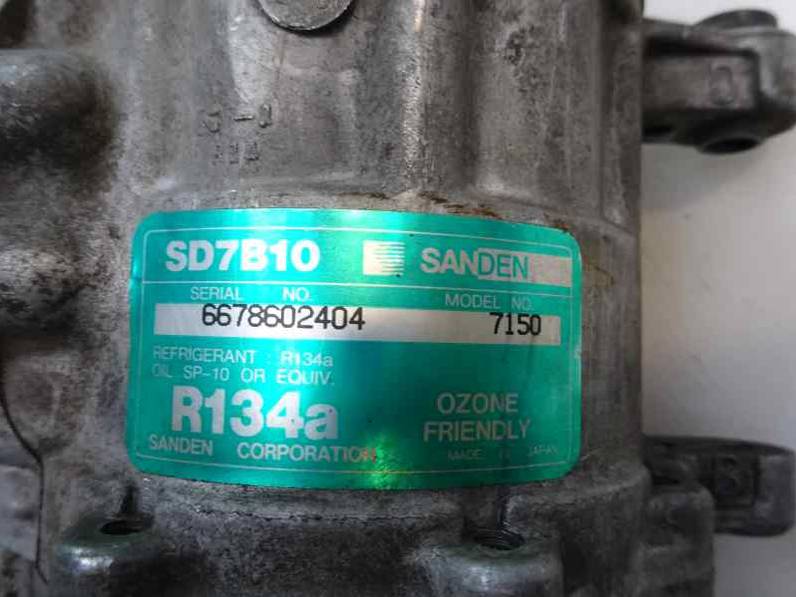 SD7B10 SANDEN
SERIAL NO. MODEL NO.
6678602404 7150
REFRIGERANT : R134a
OIL SP-10 OR EQUIV.
R134a OZONE
FRIENDLY
SANDEN CORPORATION MADE IN JAPAN